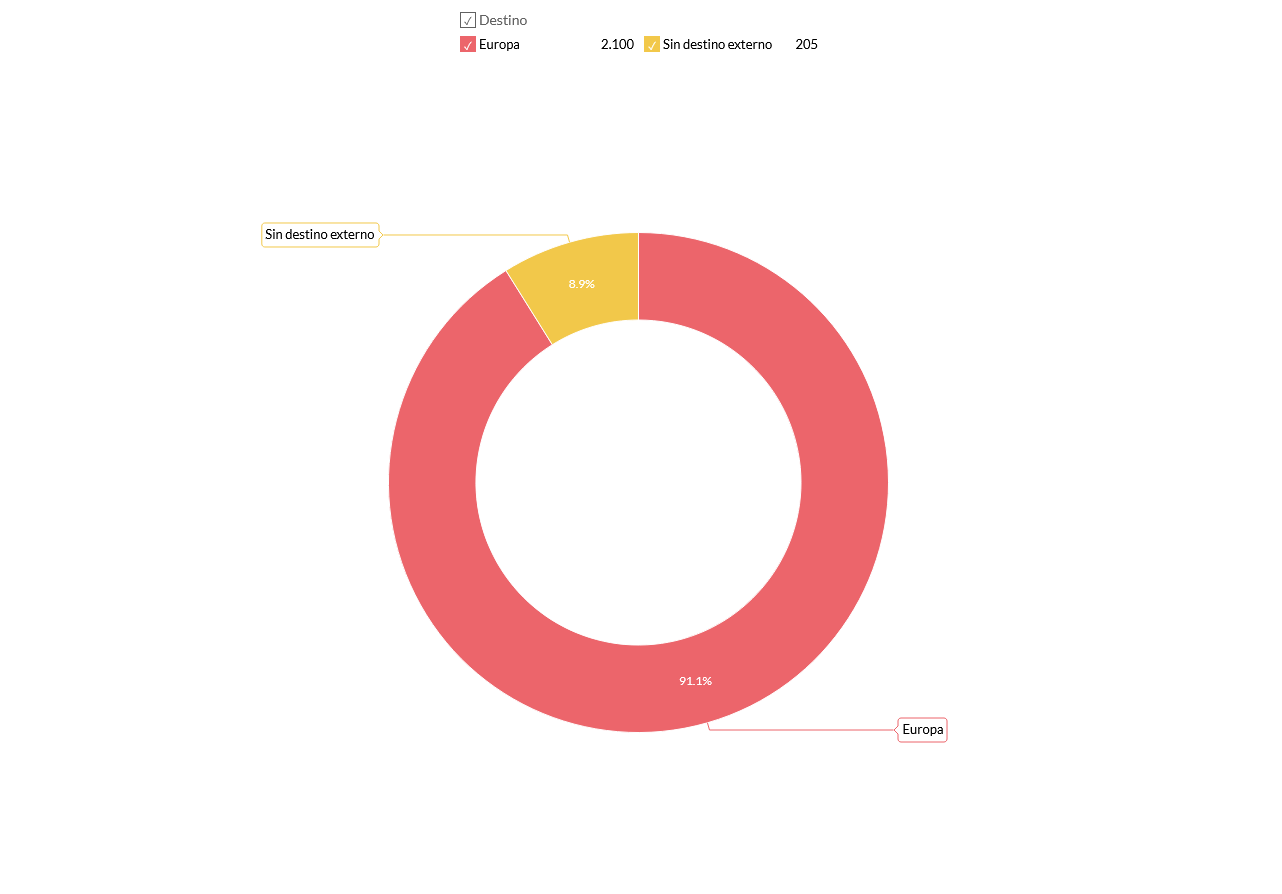 Destino
Europa 2.100 Sin destino externo 205
Sin destino externo
8.9%
91.1%
Europa